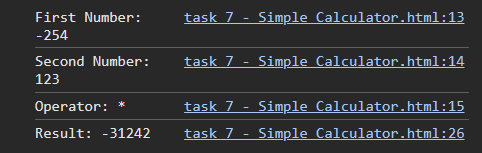 First Number: task 7 - Simple Calculator.html:13
-254
Second Number: task 7 - Simple Calculator.html:14
123
Operator: * task 7 - Simple Calculator.html:15
Result: -31242 task 7 - Simple Calculator.html:26